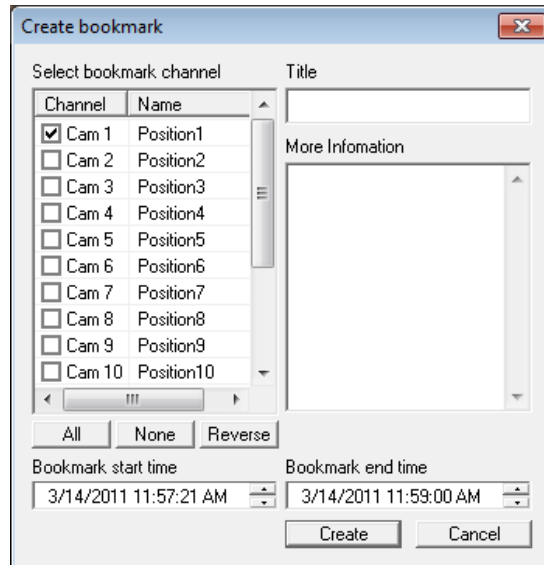 Create bookmark
Select bookmark channel
Channel Name
Cam 1 Position1
Cam 2 Position2
Cam 3 Position3
Cam 4 Position4
Cam 5 Position5
Cam 6 Position6
Cam 7 Position7
Cam 8 Position8
Cam 9 Position9
Cam 10 Position10
All None Reverse
Title
More Infomation
Bookmark start time
3/14/2011 11:57:21 AM
Bookmark end time
3/14/2011 11:59:00 AM
Create Cancel